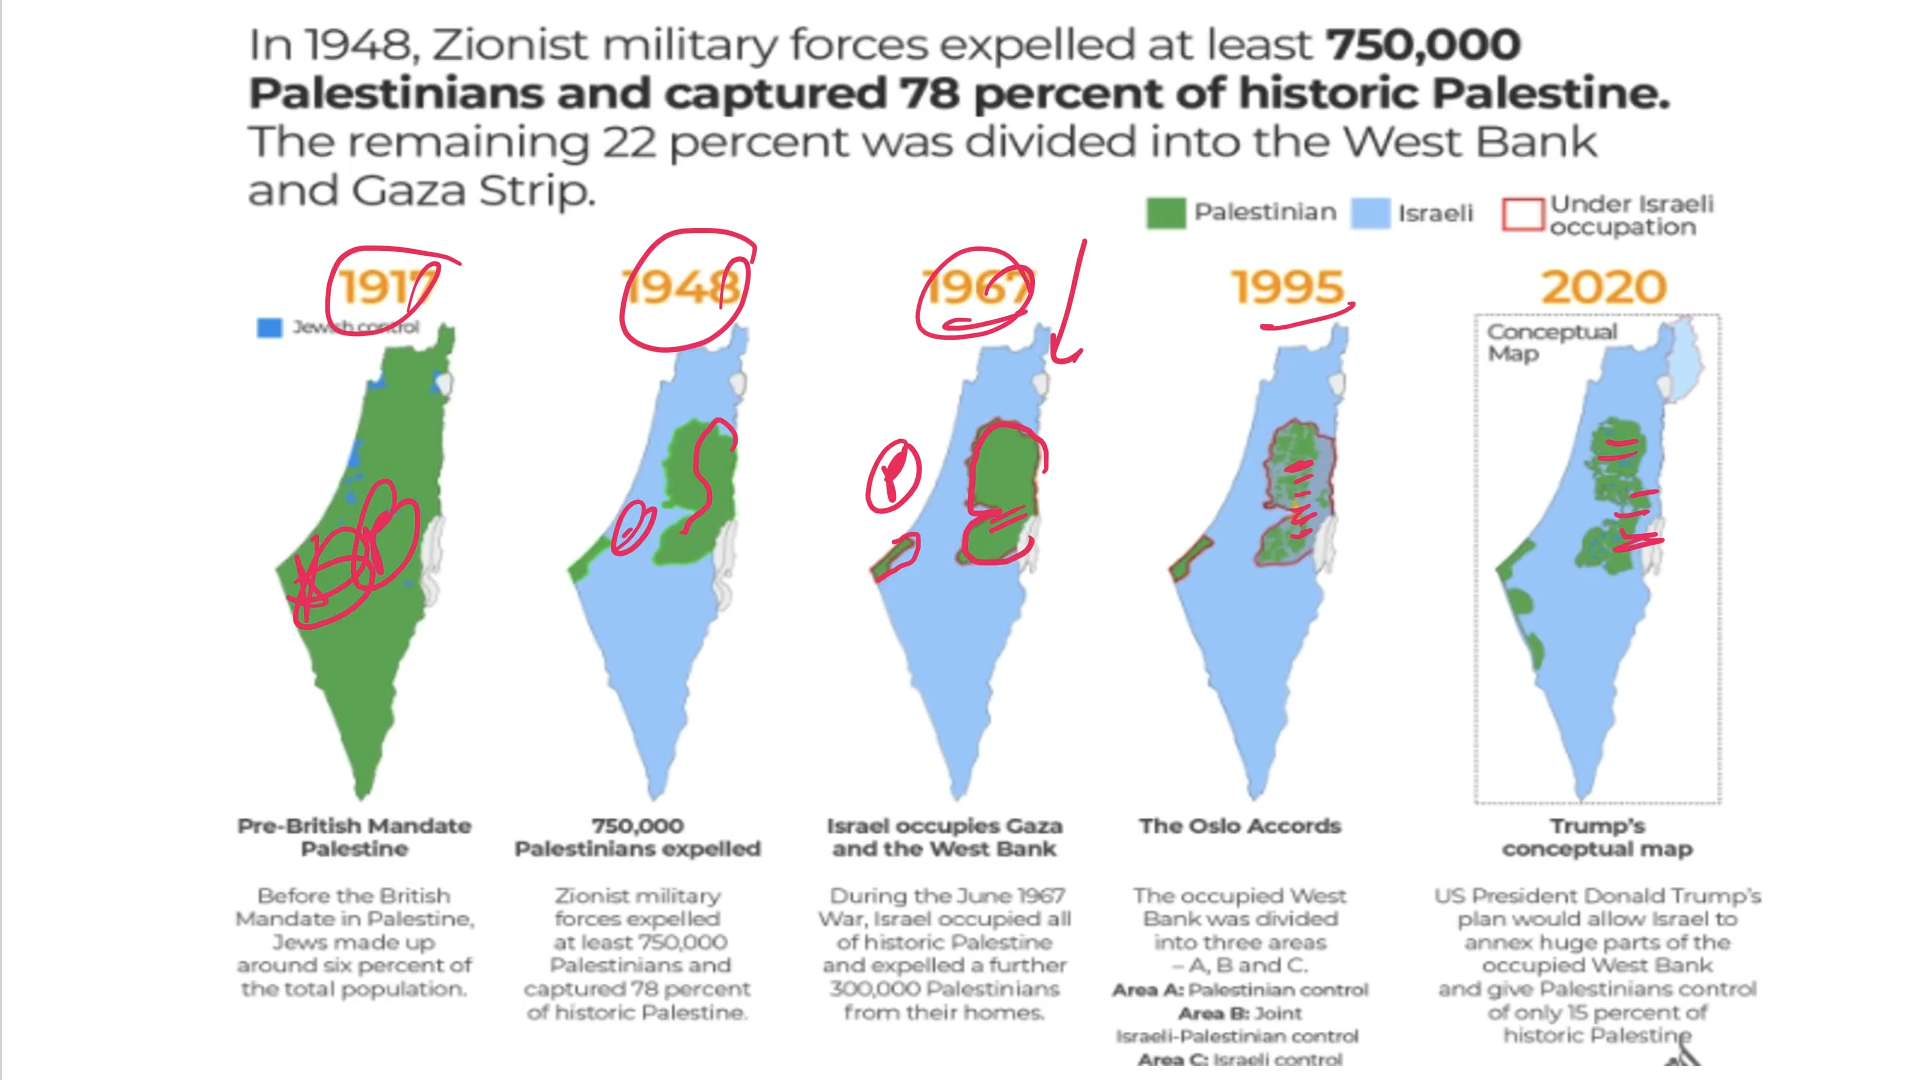 In 1948, Zionist military forces expelled at least 750,000
Palestinians and captured 78 percent of historic Palestine.
The remaining 22 percent was divided into the West Bank
and Gaza Strip.
Palestinian
Israeli
Under Israeli
occupation
1917
Jewish control
Pre-British Mandate
Palestine
Before the British
Mandate in Palestine,
Jews made up
around six percent of
the total population.
1948
750,000
Palestinians expelled
Zionist military
forces expelled
at least 750,000
Palestinians and
captured 78 percent
of historic Palestine.
1967
Israel occupies Gaza
and the West Bank
During the June 1967
War, Israel occupied all
of historic Palestine
and expelled a further
300,000 Palestinians
from their homes.
1995
The Oslo Accords
The occupied West
Bank was divided
into three areas
– A, B and C.
Area A: Palestinian control
Area B: Joint
Israeli-Palestinian control
Area C: Israeli control
2020
Conceptual
Map
Trump's
conceptual map
US President Donald Trump's
plan would allow Israel to
annex huge parts of the
occupied West Bank
and give Palestinians control
of only 15 percent of
historic Palestine